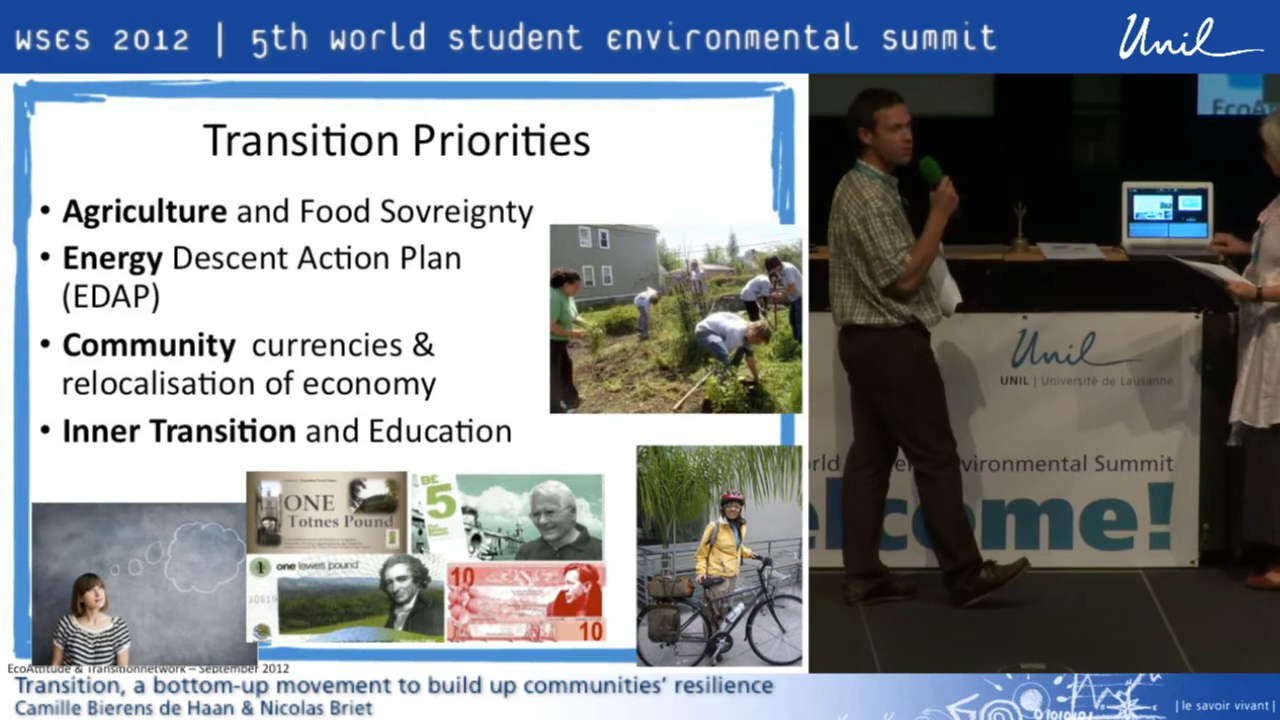 WSES 2012 | 5th world student environmental summit
Unil
Transition Priorities
• Agriculture and Food Sovreignty
• Energy Descent Action Plan
(EDAP)
• Community currencies &
relocalisation of economy
• Inner Transition and Education
ONE
Totnes Pound
B£
5
1
one lewes pound
10
10
EcoAttitude & Transitionnetwork – September 2012
Unil
UNIL | Université de Lausanne
vironmental Summit
elcome!
Transition, a bottom-up movement to build up communities' resilience
Camille Bierens de Haan & Nicolas Briet
| le savoir vivant |